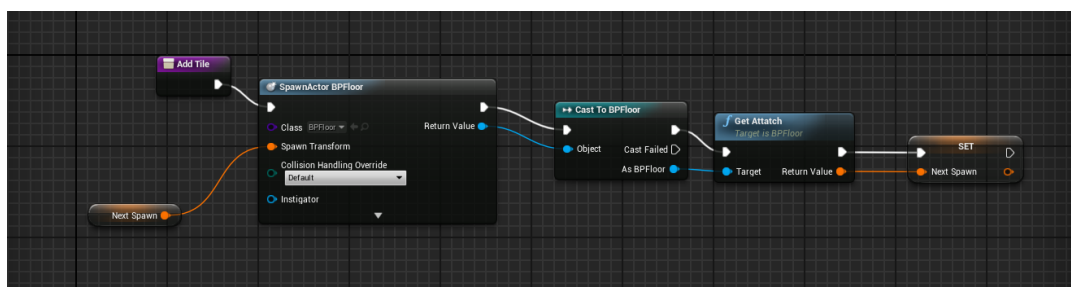 Add Tile
SpawnActor BPFloor
Class BPFloor
Return Value
Spawn Transform
Collision Handling Override
Default
Instigator
Next Spawn
Cast To BPFloor
Object
Cast Failed
As BPFloor
Get Attatch
Target is BPFloor
Target
Return Value
SET
Next Spawn